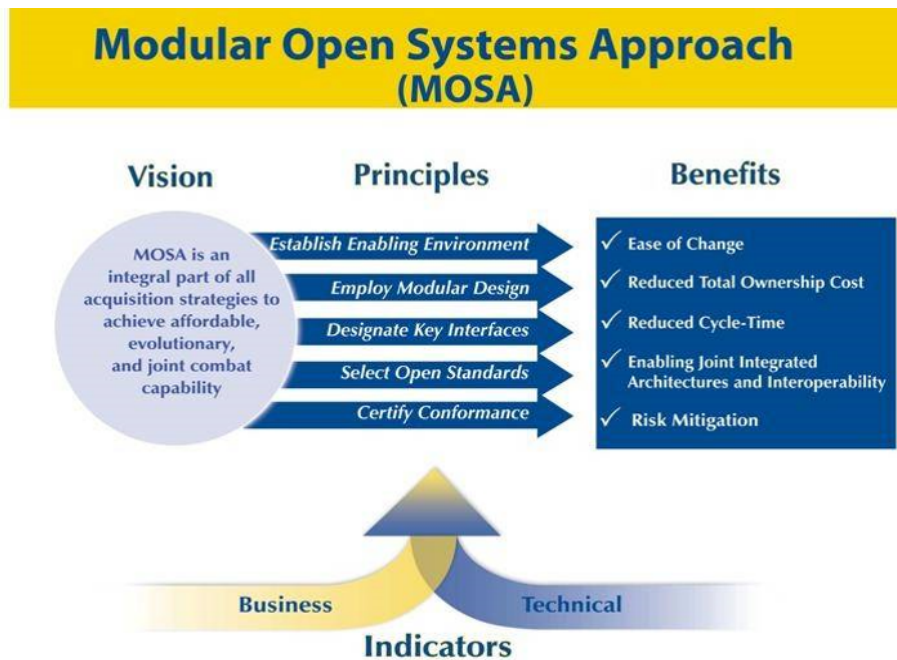 Modular Open Systems Approach
(MOSA)
Vision
Principles
Benefits
MOSA is an
integral part of all
acquisition strategies to
achieve affordable,
evolutionary,
and joint combat
capability
Establish Enabling Environment
Employ Modular Design
Designate Key Interfaces
Select Open Standards
Certify Conformance
✓ Ease of Change
✓ Reduced Total Ownership Cost
✓ Reduced Cycle-Time
✓ Enabling Joint Integrated
Architectures and Interoperability
✓ Risk Mitigation
Business
Technical
Indicators